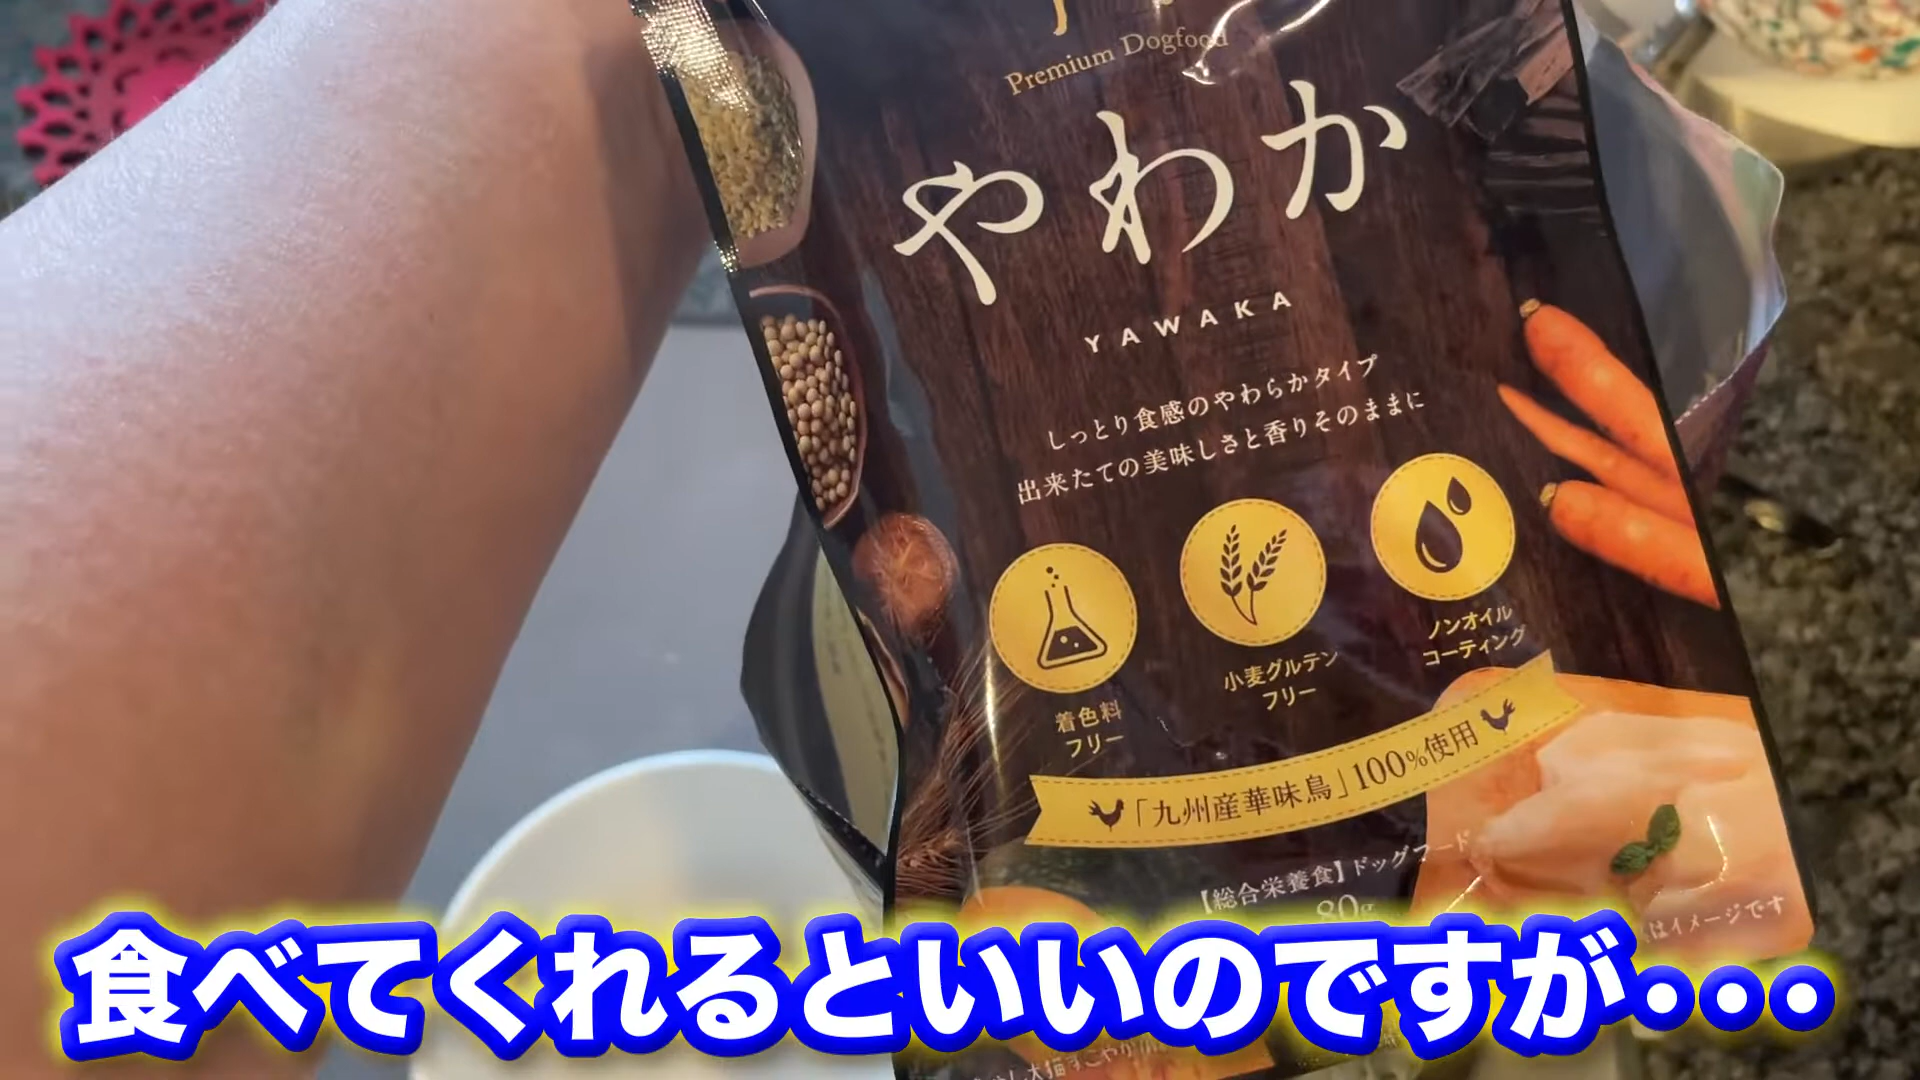 Premium Dogfood
やわか
YAWAKA
しっとり食感のやわらかタイプ
出来たての美味しさと香りそのままに
着色料
フリー
小麦グルテン
フリー
ノンオイル
コーティング
「九州産華味鳥」100%使用
【総合栄養食】ドッグフード
80g
はイメージです
食べてくれるといいのですが･･･